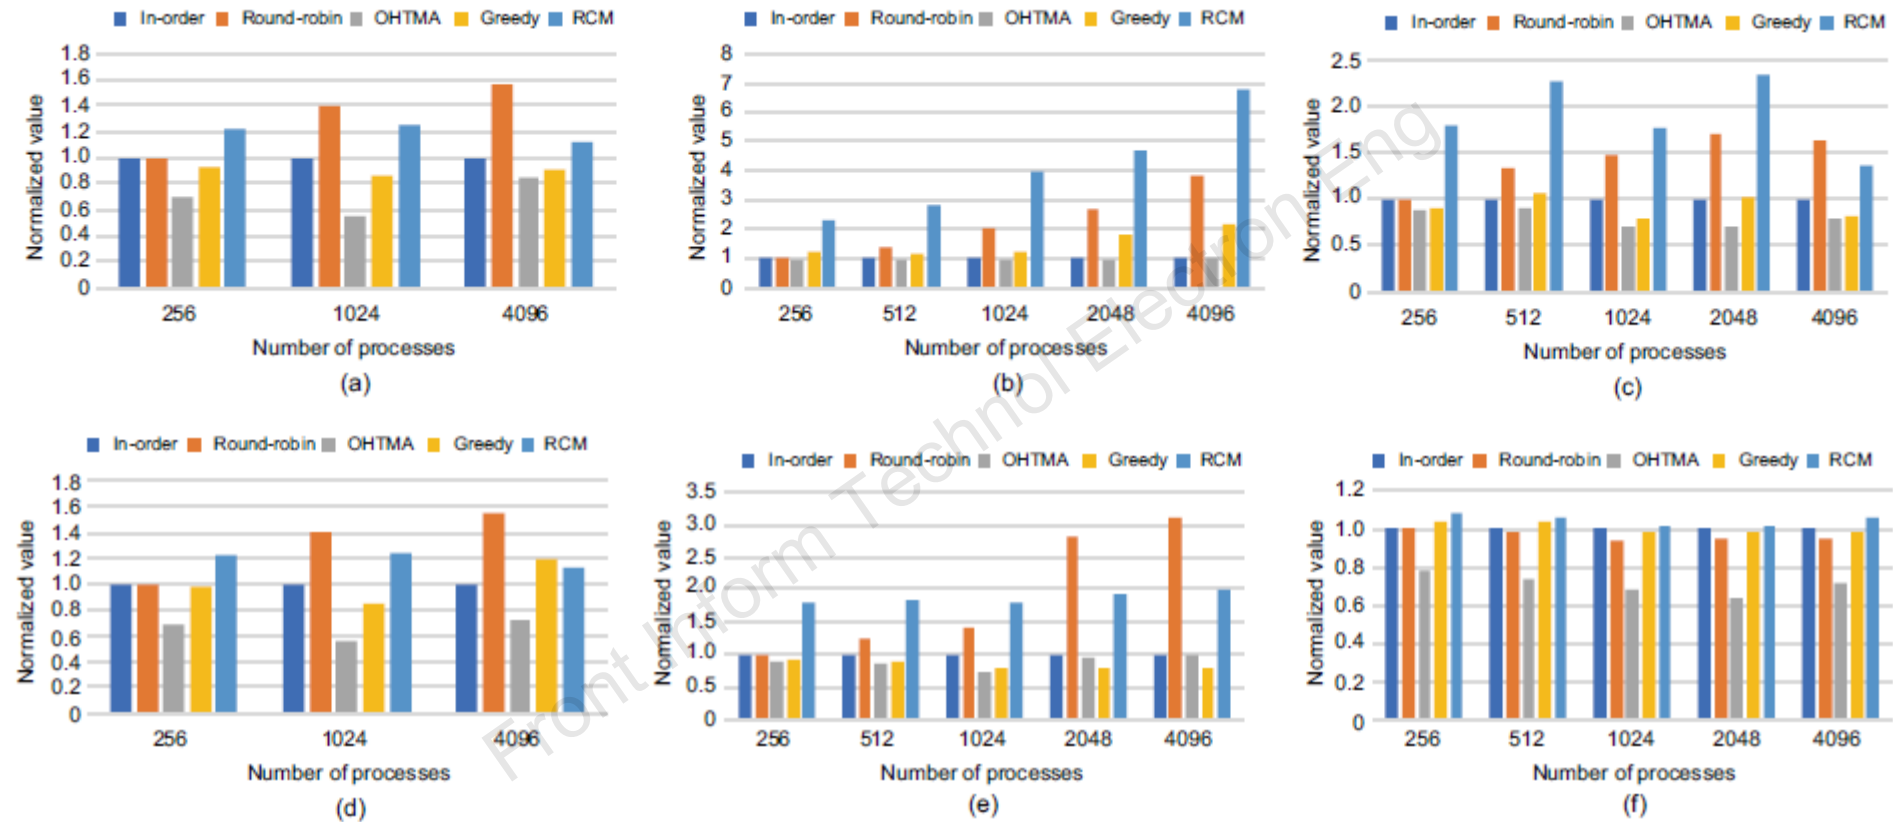 In-order Round-robin OHTMA Greedy RCM
Normalized value
1.8
1.6
1.4
1.2
1.0
0.8
0.6
0.4
0.2
0
256 1024 4096
Number of processes
(a)
In-order Round-robin OHTMA Greedy RCM
Normalized value
8
7
6
5
4
3
2
1
0
256 512 1024 2048 4096
Number of processes
(b)
In-order Round-robin OHTMA Greedy RCM
Normalized value
2.5
2.0
1.5
1.0
0.5
0
256 512 1024 2048 4096
Number of processes
(c)
In-order Round-robin OHTMA Greedy RCM
Normalized value
1.8
1.6
1.4
1.2
1.0
0.8
0.6
0.4
0.2
0
256 1024 4096
Number of processes
(d)
In-order Round-robin OHTMA Greedy RCM
Normalized value
3.5
3.0
2.5
2.0
1.5
1.0
0.5
0
256 512 1024 2048 4096
Number of processes
(e)
In-order Round-robin OHTMA Greedy RCM
Normalized value
1.2
1.0
0.8
0.6
0.4
0.2
0
256 512 1024 2048 4096
Number of processes
(f)
Front Inform Technol Electron Eng